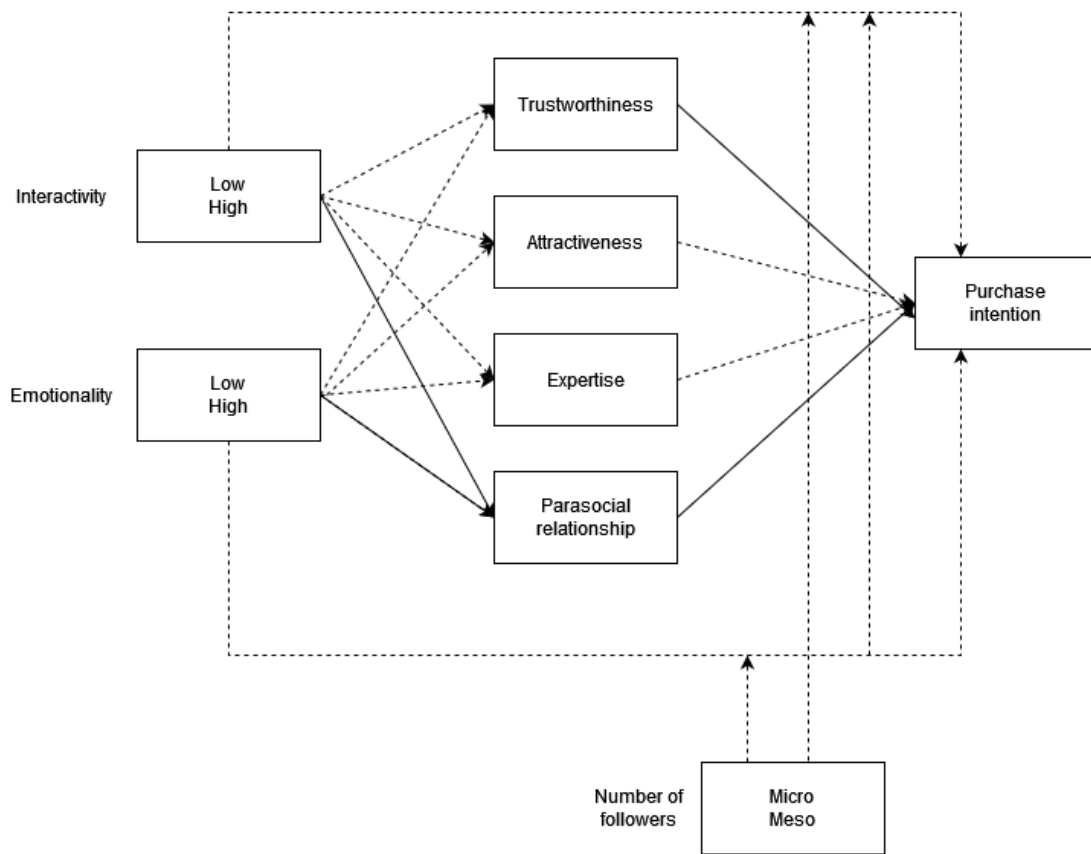 Trustworthiness
Interactivity
Low
High
Attractiveness
Purchase
intention
Expertise
Emotionality
Low
High
Parasocial
relationship
Number of
followers
Micro
Meso